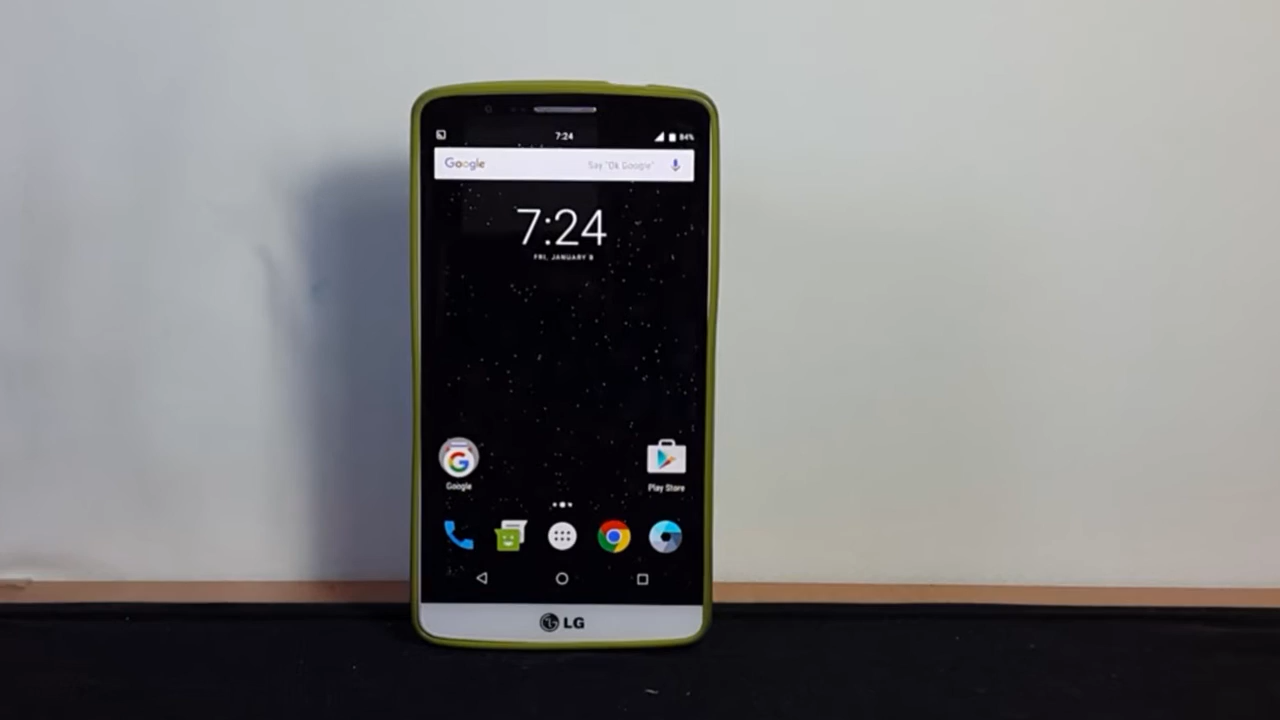 7:24
84%
Google Say "Ok Google"
7:24
FRI, JANUARY 8
Google
Play Store
LG